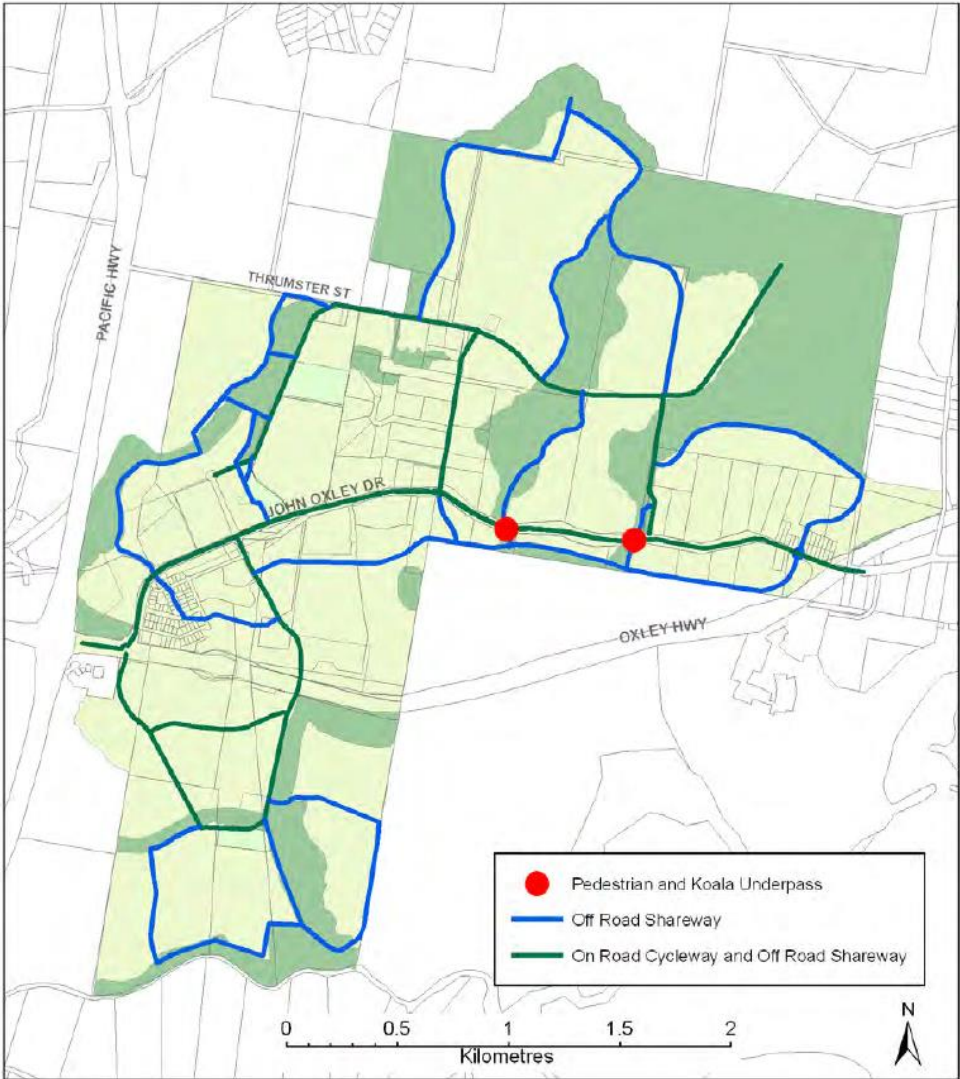 THRUMSTER ST
PACIFIC HWY
JOHN OXLEY DR
OXLEY HWY
Pedestrian and Koala Underpass
Off Road Shareway
On Road Cycleway and Off Road Shareway
N
0 0.5 1 1.5 2
Kilometres